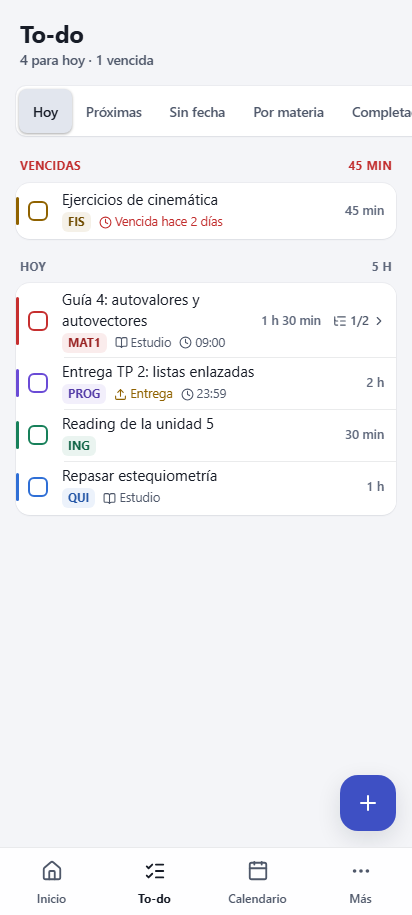 To-do
4 para hoy · 1 vencida
Hoy Próximas Sin fecha Por materia Completa
VENCIDAS 45 MIN
Ejercicios de cinemática
FIS Vencida hace 2 días
45 min
HOY 5 H
Guía 4: autovalores y
autovectores
1 h 30 min 1/2
MAT1 Estudio 09:00
Entrega TP 2: listas enlazadas
PROG Entrega 23:59
2 h
Reading de la unidad 5
ING
30 min
Repasar estequiometría
QUI Estudio
1 h
Inicio To-do Calendario Más